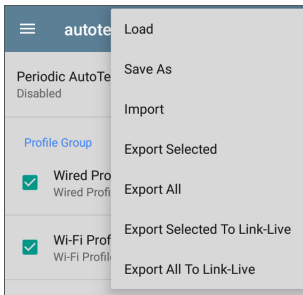 autote
Load
Save As
Import
Export Selected
Export All
Export Selected To Link-Live
Export All To Link-Live
Periodic AutoTe
Disabled
Profile Group
Wired Pro
Wired Profi
Wi-Fi Prof
Wi-Fi Profil